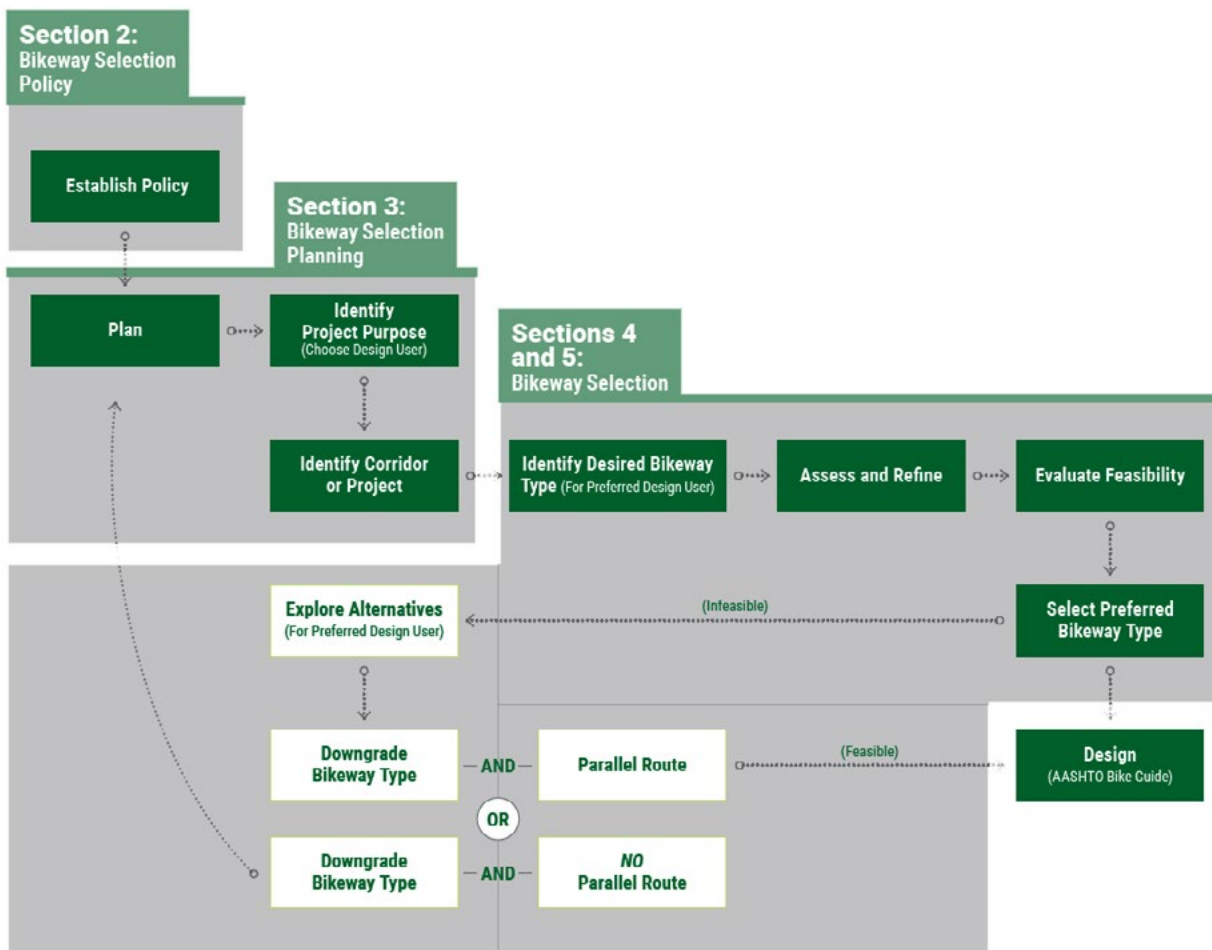 Section 2:
Bikeway Selection
Policy
Establish Policy
Section 3:
Bikeway Selection
Planning
Plan
Identify
Project Purpose
(Choose Design User)
Sections 4
and 5:
Bikeway Selection
Identify Corridor
or Project
Identify Desired Bikeway
Type (For Preferred Design User)
Assess and Refine
Evaluate Feasibility
Explore Alternatives
(For Preferred Design User)
(Infeasible)
Select Preferred
Bikeway Type
Downgrade
Bikeway Type
AND
Parallel Route
(Feasible)
Design
(AASHTO Bike Guide)
OR
Downgrade
Bikeway Type
AND
NO
Parallel Route